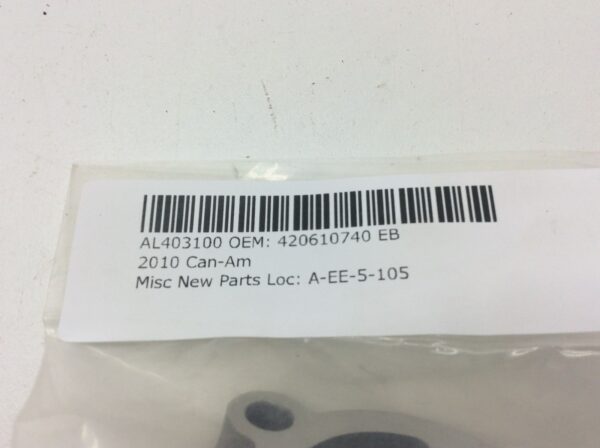 AL403100 OEM: 420610740 EB
2010 Can-Am
Misc New Parts Loc: A-EE-5-105